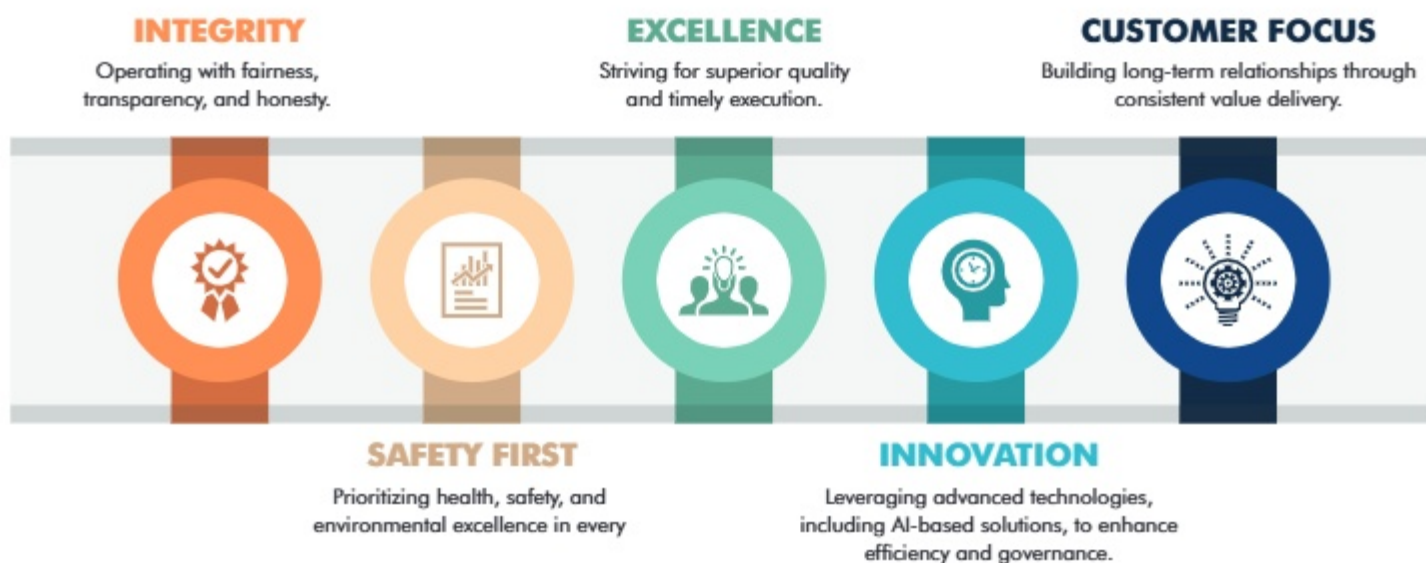 INTEGRITY
Operating with fairness,
transparency, and honesty.
EXCELLENCE
Striving for superior quality
and timely execution.
CUSTOMER FOCUS
Building long-term relationships through
consistent value delivery.
SAFETY FIRST
Prioritizing health, safety, and
environmental excellence in every
INNOVATION
Leveraging advanced technologies,
including AI-based solutions, to enhance
efficiency and governance.